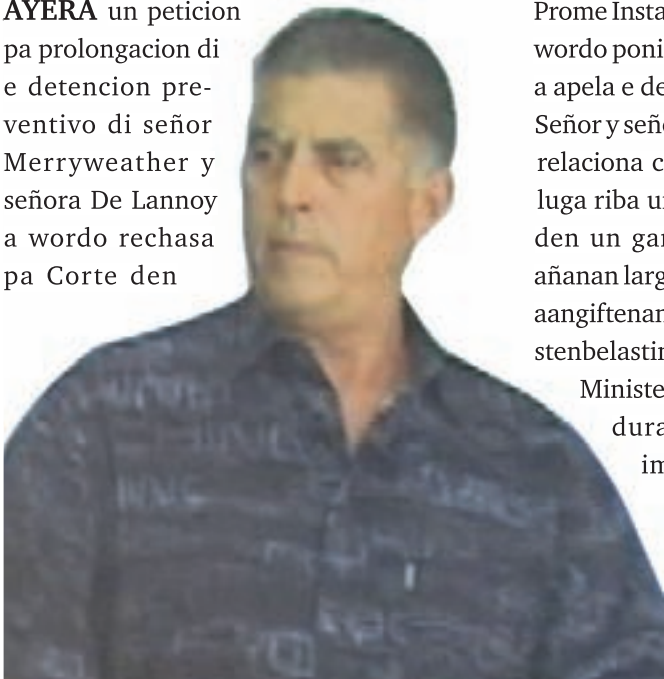 AYERA un peticion
pa prolongacion di
e detencion pre-
ventivo di señor
Merryweather y
señora De Lannoy
a wordo rechasa
pa Corte den
Prome Insta
wordo poni
a apela e de
Señor y seño
relaciona c
luga riba u
den un gar
añanan larg
aangiftenan
stenbelastin
Ministe
dura
im